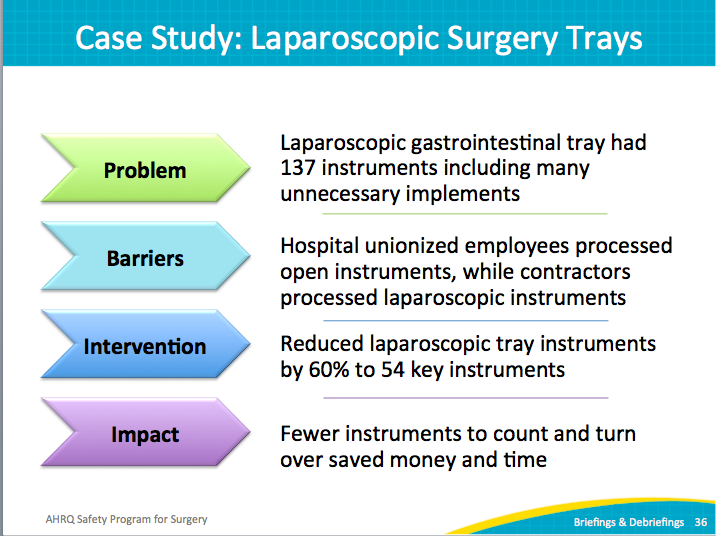 Case Study: Laparoscopic Surgery Trays
Problem
Laparoscopic gastrointestinal tray had
137 instruments including many
unnecessary implements
Barriers
Hospital unionized employees processed
open instruments, while contractors
processed laparoscopic instruments
Intervention
Reduced laparoscopic tray instruments
by 60% to 54 key instruments
Impact
Fewer instruments to count and turn
over saved money and time
AHRQ Safety Program for Surgery
Briefings & Debriefings 36